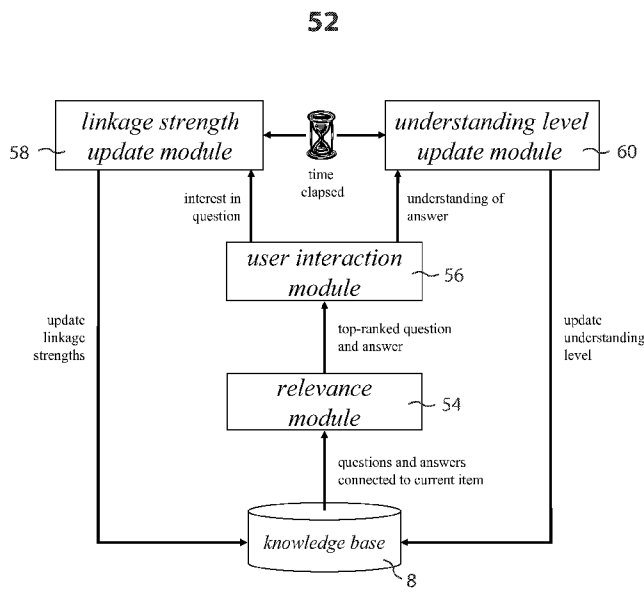 52
linkage strength
update module
58
time
elapsed
understanding level
update module
60
interest in
question
understanding of
answer
user interaction
module
56
update
linkage
strengths
top-ranked question
and answer
update
understanding
level
relevance
module
54
questions and answers
connected to current item
knowledge base
8